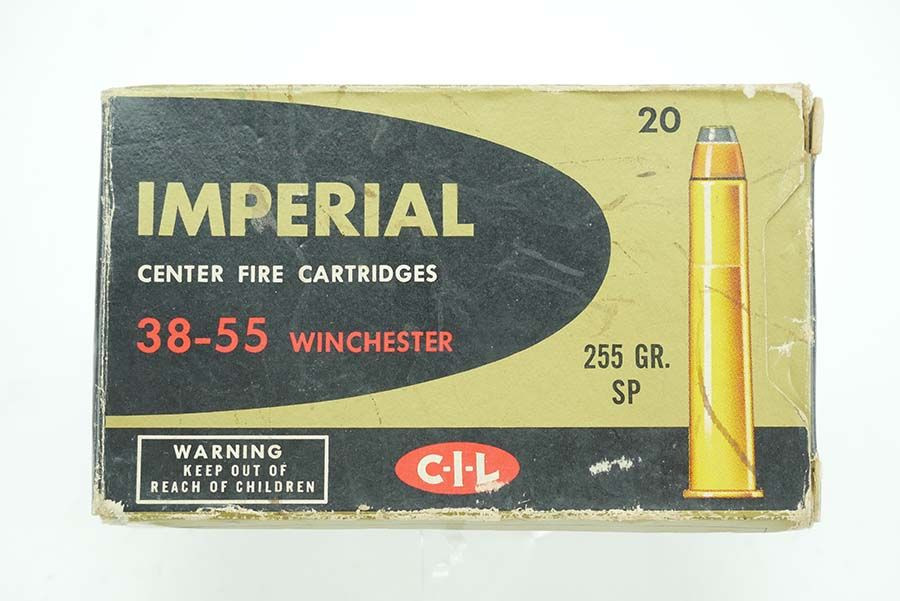 20
IMPERIAL
CENTER FIRE CARTRIDGES
38-55 WINCHESTER
255 GR.
SP
WARNING
KEEP OUT OF
REACH OF CHILDREN
C-I-L